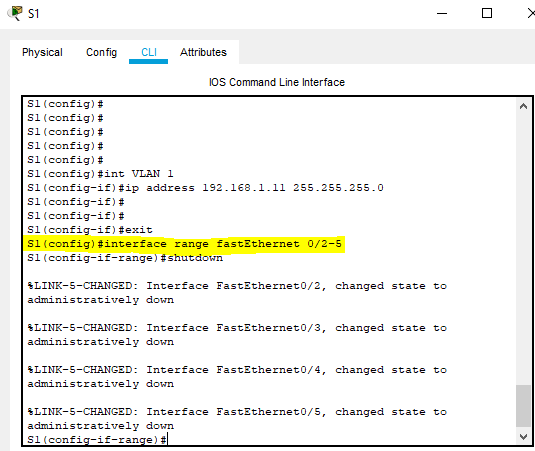 S1
Physical Config CLI Attributes
IOS Command Line Interface
S1(config)#
S1(config)#
S1(config)#
S1(config)#
S1(config)#
S1(config)#int VLAN 1
S1(config-if)#ip address 192.168.1.11 255.255.255.0
S1(config-if)#
S1(config-if)#
S1(config-if)#exit
S1(config)#interface range fastEthernet 0/2-5
S1(config-if-range)#shutdown
%LINK-5-CHANGED: Interface FastEthernet0/2, changed state to
administratively down
%LINK-5-CHANGED: Interface FastEthernet0/3, changed state to
administratively down
%LINK-5-CHANGED: Interface FastEthernet0/4, changed state to
administratively down
%LINK-5-CHANGED: Interface FastEthernet0/5, changed state to
administratively down
S1(config-if-range)#